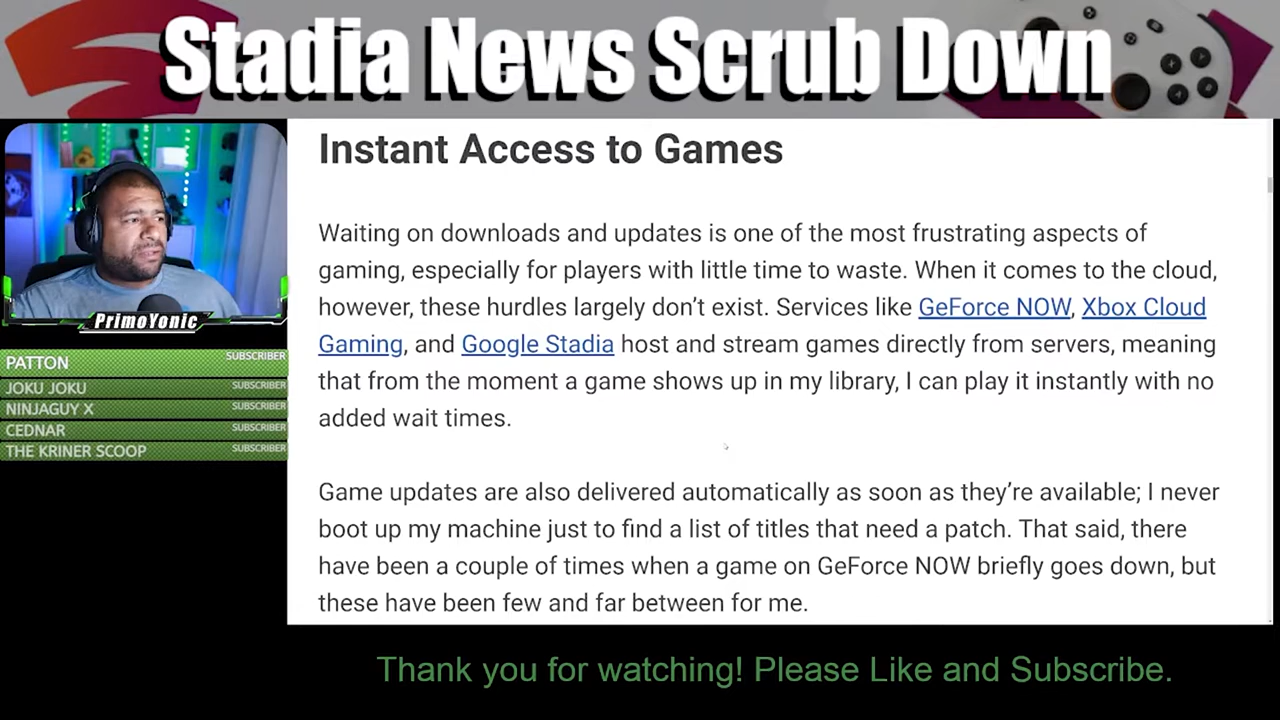 Stadia News Scrub Down
Instant Access to Games
Waiting on downloads and updates is one of the most frustrating aspects of
gaming, especially for players with little time to waste. When it comes to the cloud,
however, these hurdles largely don’t exist. Services like GeForce NOW, Xbox Cloud
Gaming, and Google Stadia host and stream games directly from servers, meaning
that from the moment a game shows up in my library, I can play it instantly with no
added wait times.
Game updates are also delivered automatically as soon as they’re available; I never
boot up my machine just to find a list of titles that need a patch. That said, there
have been a couple of times when a game on GeForce NOW briefly goes down, but
these have been few and far between for me.
PrimoYonic
PATTON SUBSCRIBER
JOKU JOKU SUBSCRIBER
NINJAGUY X SUBSCRIBER
CEDNAR SUBSCRIBER
THE KRINER SCOOP SUBSCRIBER
Thank you for watching! Please Like and Subscribe.